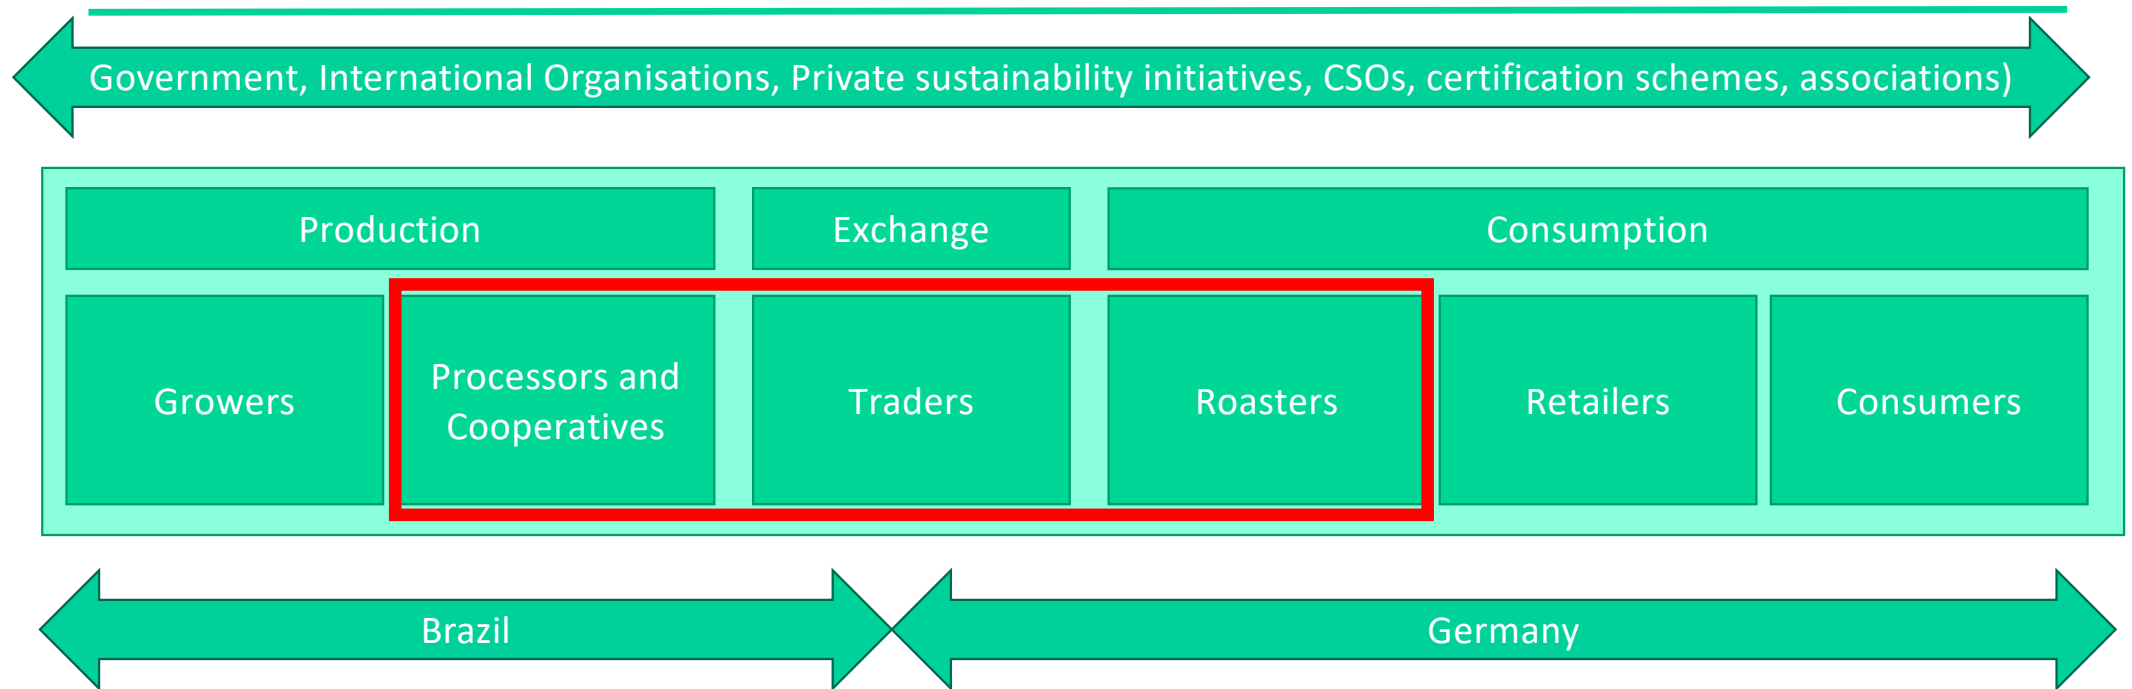 Government, International Organisations, Private sustainability initiatives, CSOs, certification schemes, associations)
Production
Exchange
Consumption
Growers
Processors and
Cooperatives
Traders
Roasters
Retailers
Consumers
Brazil
Germany